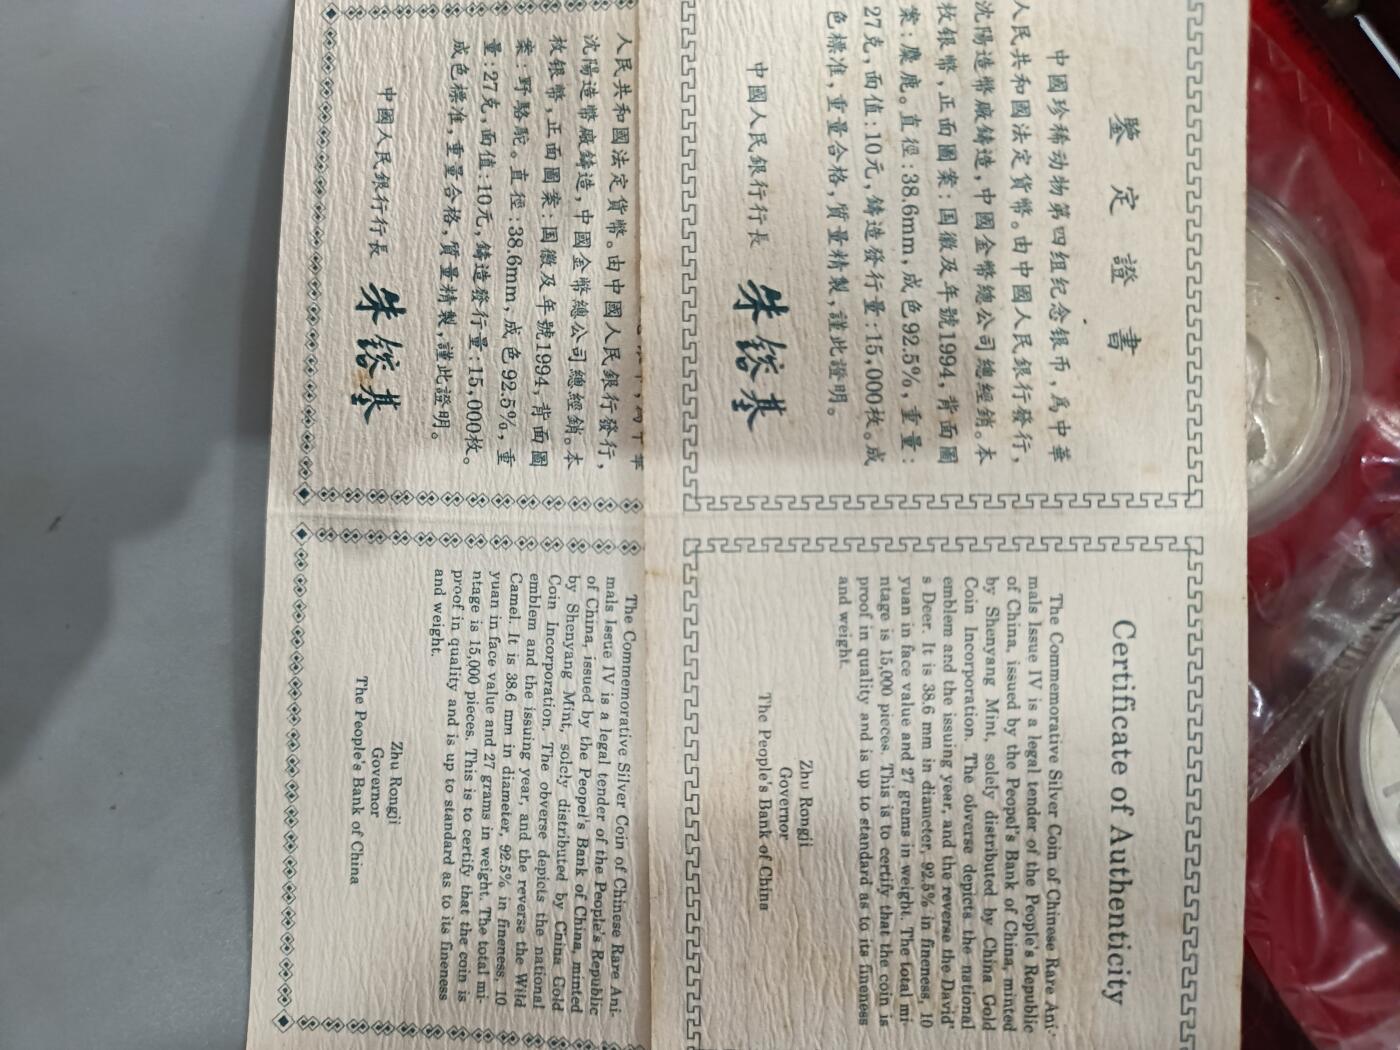 鑒定證書
中國珍稀动物第四组纪念银币,爲中華
人民共和國法定貨幣。由中國人民銀行發行,
沈陽造幣廠鑄造,中國金幣總公司總經銷。本
枚银幣,正面圖案:国徽及年號1994,背面圖
案:麋鹿。直徑:38.6mm,成色92.5%,重量:
27克,面值:10元,鑄造發行量:15,000枚。成
色標准,重量合格,質量精製,謹此證明。
中國人民銀行行長 朱鎔基
Certificate of Authenticity
The Commemorative Silver Coin of Chinese Rare Ani-
mals Issue IV is a legal tender of the People's Republic
of China, issued by the Peopel's Bank of China, minted
by Shenyang Mint, solely distributed by China Gold
Coin Incorporation. The obverse depicts the national
emblem and the issuing year, and the reverse the David'
s Deer. It is 38.6 mm in diameter, 92.5% in fineness, 10
yuan in face value and 27 grams in weight. The total mi-
ntage is 15,000 pieces. This is to certify that the coin is
proof in quality and is up to standard as to its fineness
and weight.
Zhu Rongji
Governor
The People's Bank of China
人民共和國法定貨幣。由中國人民銀行發行,
沈陽造幣廠鑄造,中國金幣總公司總經銷。本
枚银幣,正面圖案:国徽及年號1994,背面圖
案:野駱駝。直徑:38.6mm,成色92.5%,重
量:27克,面值:10元,鑄造發行量:15,000枚。
成色標准,重量合格,質量精製,謹此證明。
中國人民銀行行長 朱鎔基
The Commemorative Silver Coin of Chinese Rare Ani-
mals Issue IV is a legal tender of the People's Republic
of China, issued by the Peopel's Bank of China, minted
by Shenyang Mint, solely distributed by China Gold
Coin Incorporation. The obverse depicts the national
emblem and the issuing year, and the reverse the Wild
Camel. It is 38.6 mm in diameter, 92.5% in fineness, 10
yuan in face value and 27 grams in weight. The total mi-
ntage is 15,000 pieces. This is to certify that the coin is
proof in quality and is up to standard as to its fineness
and weight.
Zhu Rongji
Governor
The People's Bank of China